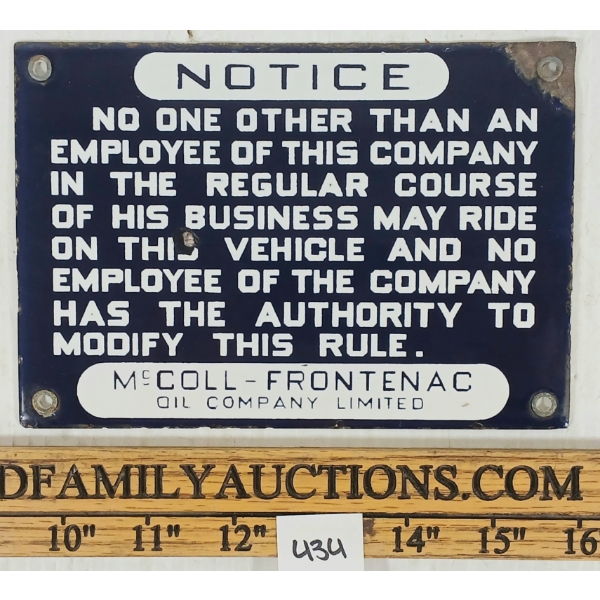 NOTICE
NO ONE OTHER THAN AN
EMPLOYEE OF THIS COMPANY
IN THE REGULAR COURSE
OF HIS BUSINESS MAY RIDE
ON THIS VEHICLE AND NO
EMPLOYEE OF THE COMPANY
HAS THE AUTHORITY TO
MODIFY THIS RULE.
McCOLL-FRONTENAC
OIL COMPANY LIMITED
DFAMILYAUCTIONS.COM
10" 11" 12" 434 14" 15" 16